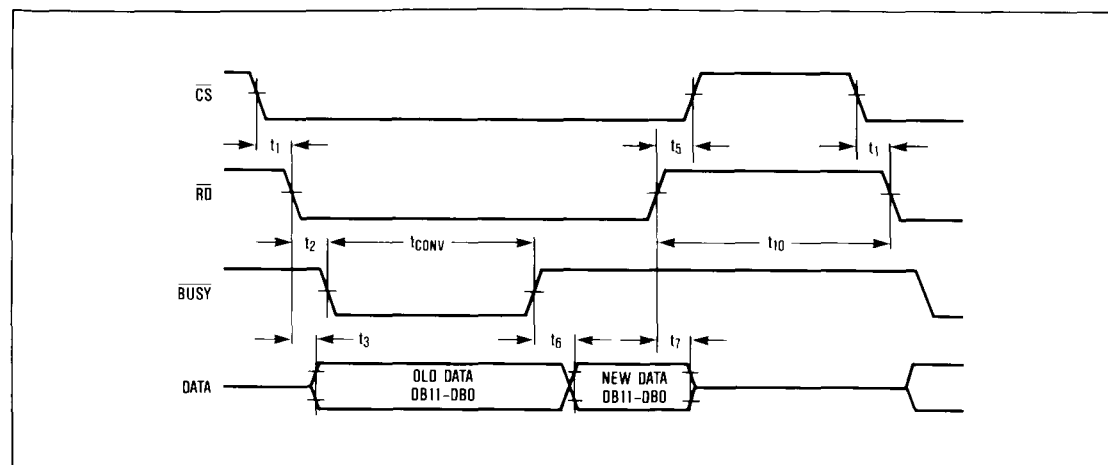 CS
t1
t5
t1
RD
t2
tCONV
t10
BUSY
t3
t6
t7
DATA
OLD DATA
DB11-DB0
NEW DATA
DB11-DB0